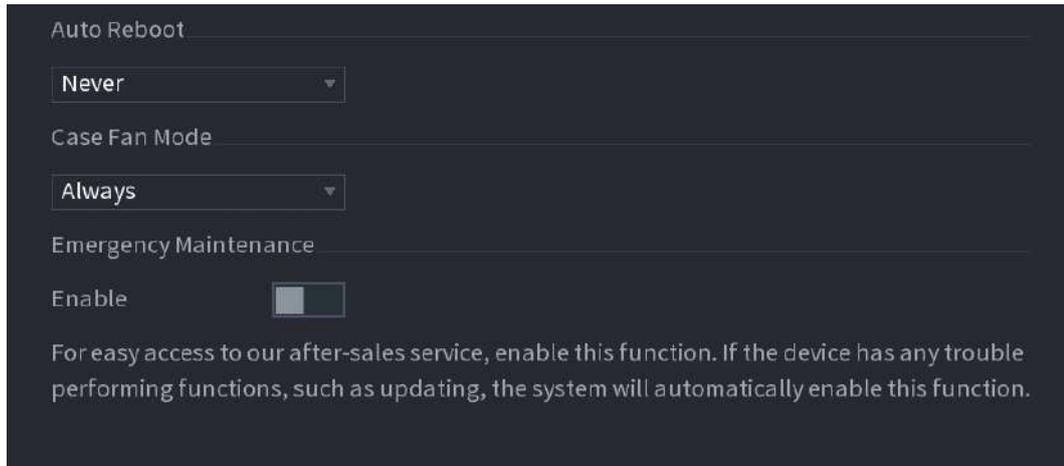 Auto Reboot
Never
Case Fan Mode
Always
Emergency Maintenance
Enable
For easy access to our after-sales service, enable this function. If the device has any trouble
performing functions, such as updating, the system will automatically enable this function.